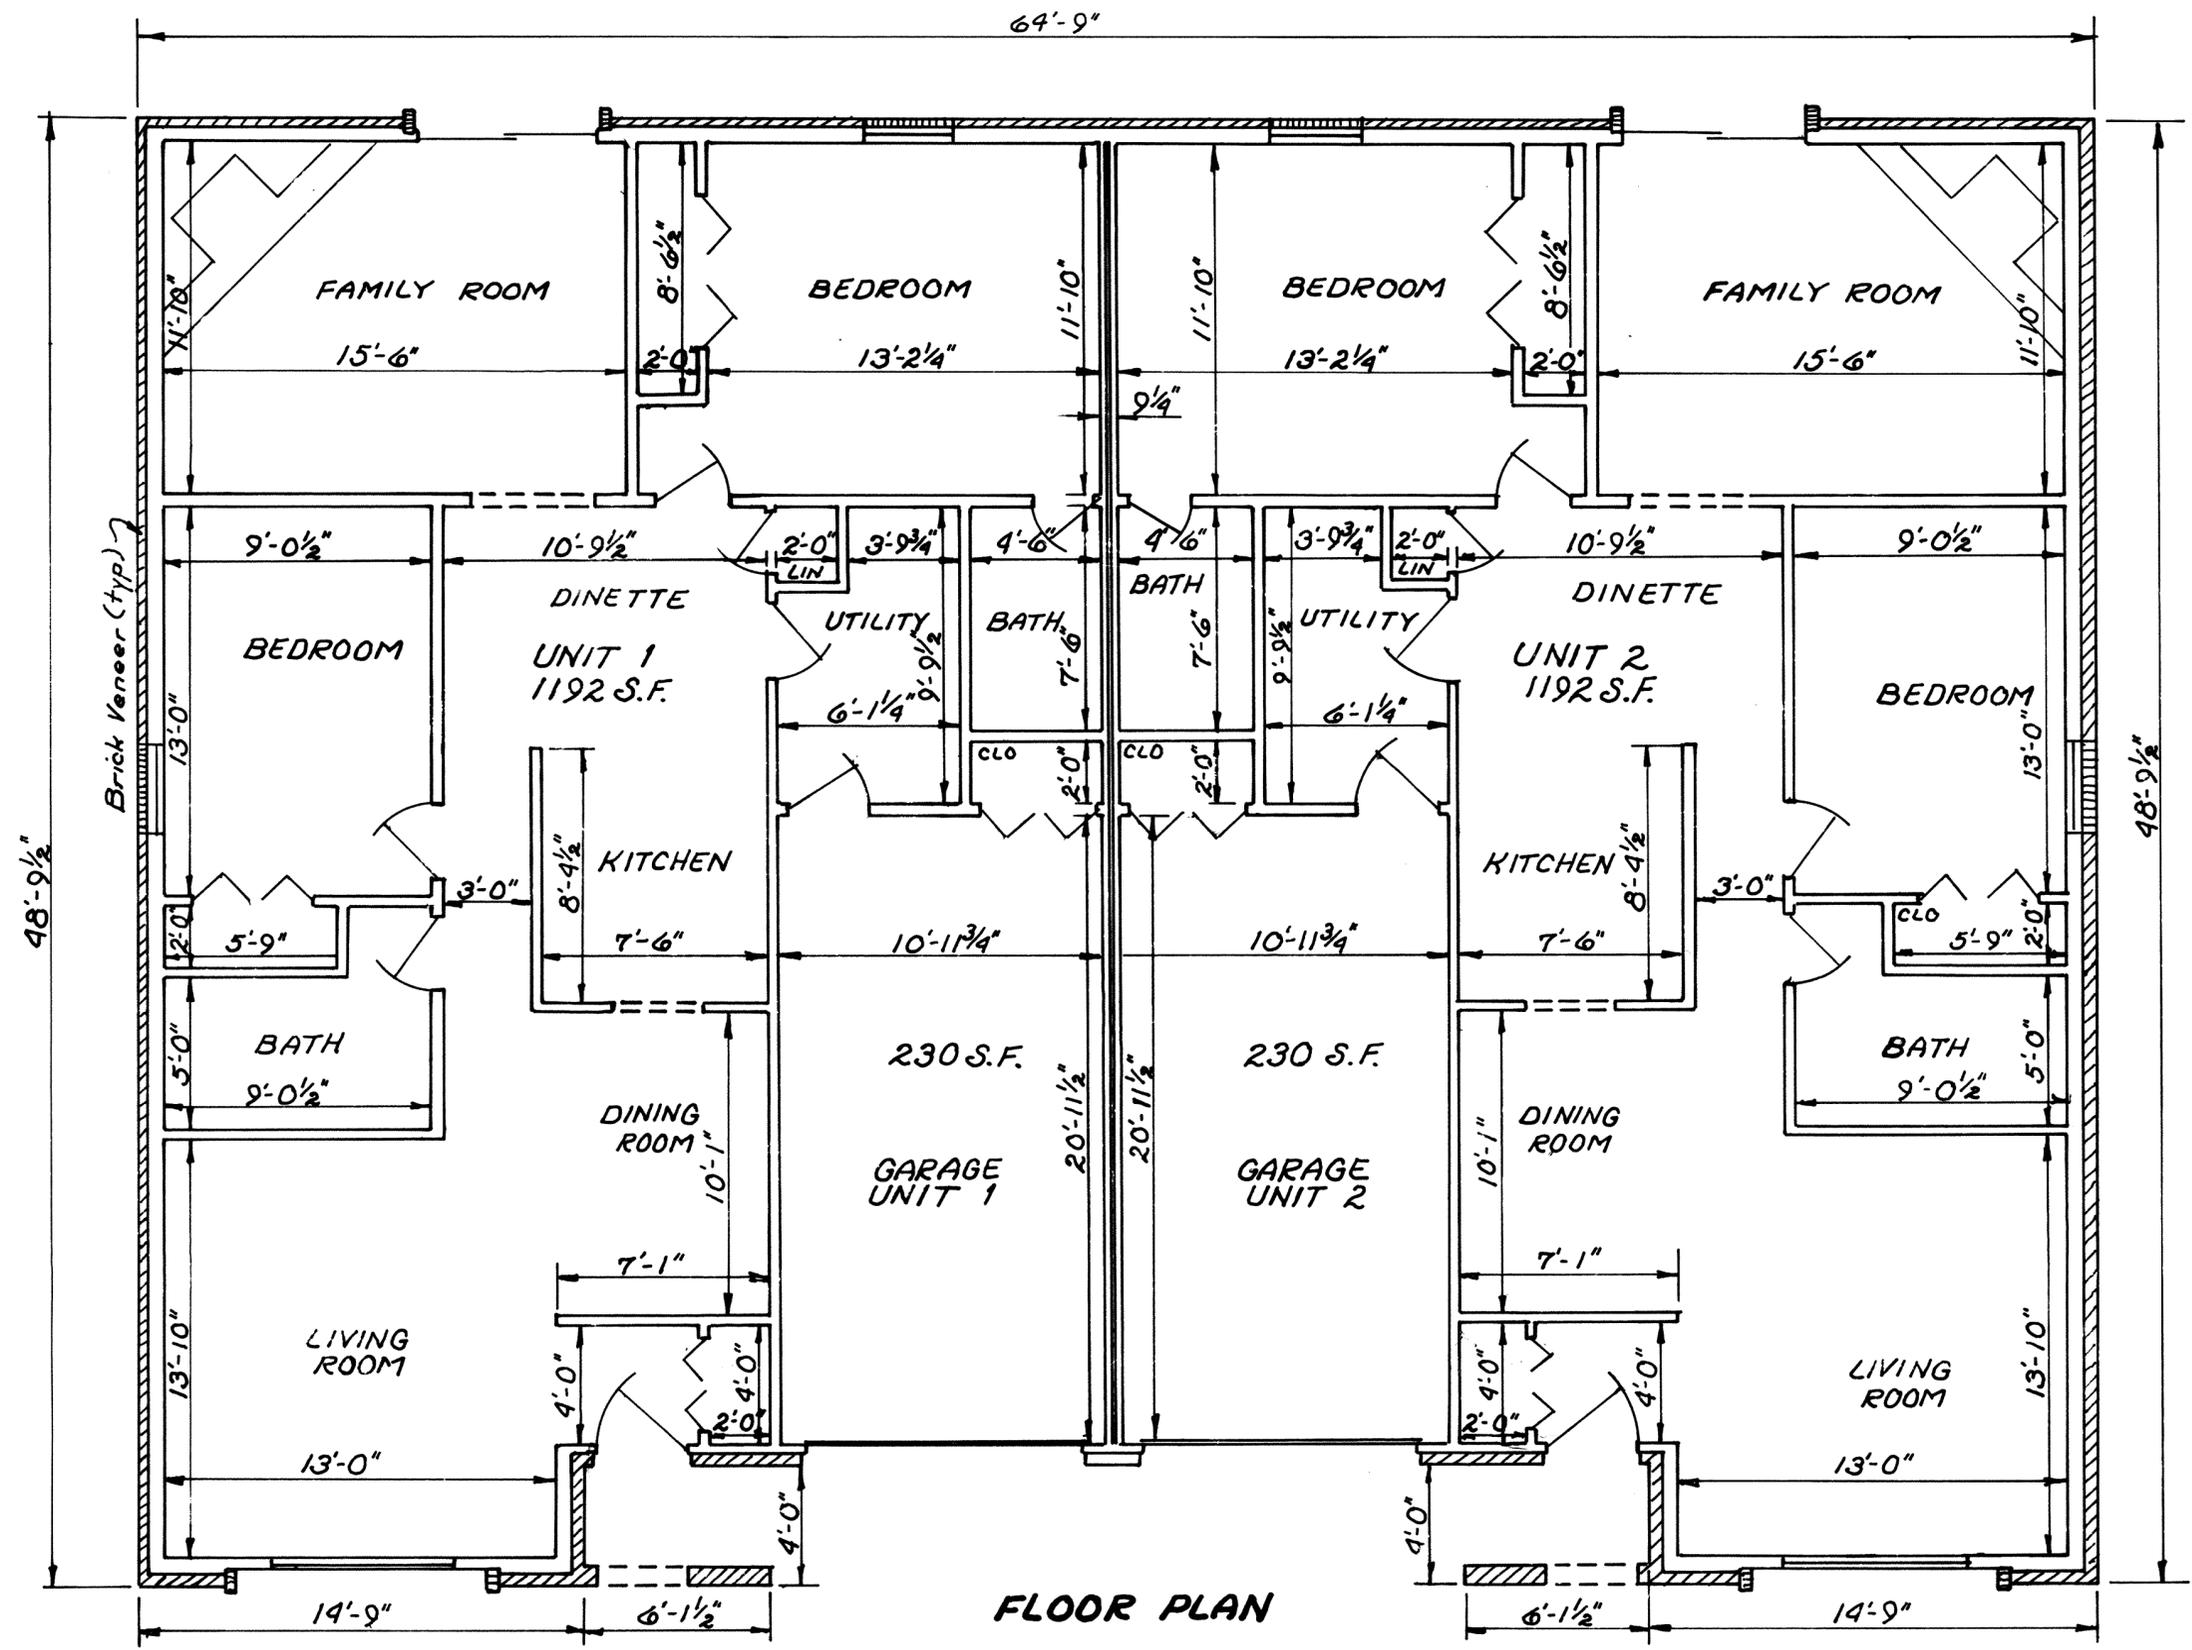 64'-9"
FAMILY ROOM
BEDROOM
BEDROOM
FAMILY ROOM
11'-10"
8'-6½"
11'-10"
11'-10"
8'-6½"
11'-10"
15'-6"
2'-0"
13'-2¼"
13'-2¼"
2'-0"
15'-6"
9¼"
9'-0½"
10'-9½"
2'-0"
3'-9¾"
4'-6"
4'-6"
3'-9¾"
2'-0"
10'-9½"
9'-0½"
LIN
LIN
DINETTE
BATH
DINETTE
UTILITY
BATH
UTILITY
BEDROOM
UNIT 1
1192 S.F.
UNIT 2
1192 S.F.
BEDROOM
Brick Veneer (typ)
13'-0"
9'-9½"
7'-6"
7'-6"
9'-9½"
13'-0"
6'-1¼"
6'-1¼"
CLO
CLO
2'-0"
2'-0"
48'-9½"
48'-9½"
KITCHEN
KITCHEN
8'-4½"
8'-4½"
3'-0"
3'-0"
CLO
2'-0"
5'-9"
7'-6"
10'-11¾"
10'-11¾"
7'-6"
5'-9"
2'-0"
BATH
230 S.F.
230 S.F.
BATH
5'-0"
9'-0½"
9'-0½"
5'-0"
DINING
ROOM
DINING
ROOM
10'-1"
20'-11½"
20'-11½"
10'-1"
GARAGE
UNIT 1
GARAGE
UNIT 2
7'-1"
7'-1"
LIVING
ROOM
LIVING
ROOM
13'-10"
4'-0"
4'-0"
4'-0"
4'-0"
13'-10"
2'-0"
2'-0"
13'-0"
13'-0"
4'-0"
4'-0"
14'-9"
6'-1½"
FLOOR PLAN
6'-1½"
14'-9"